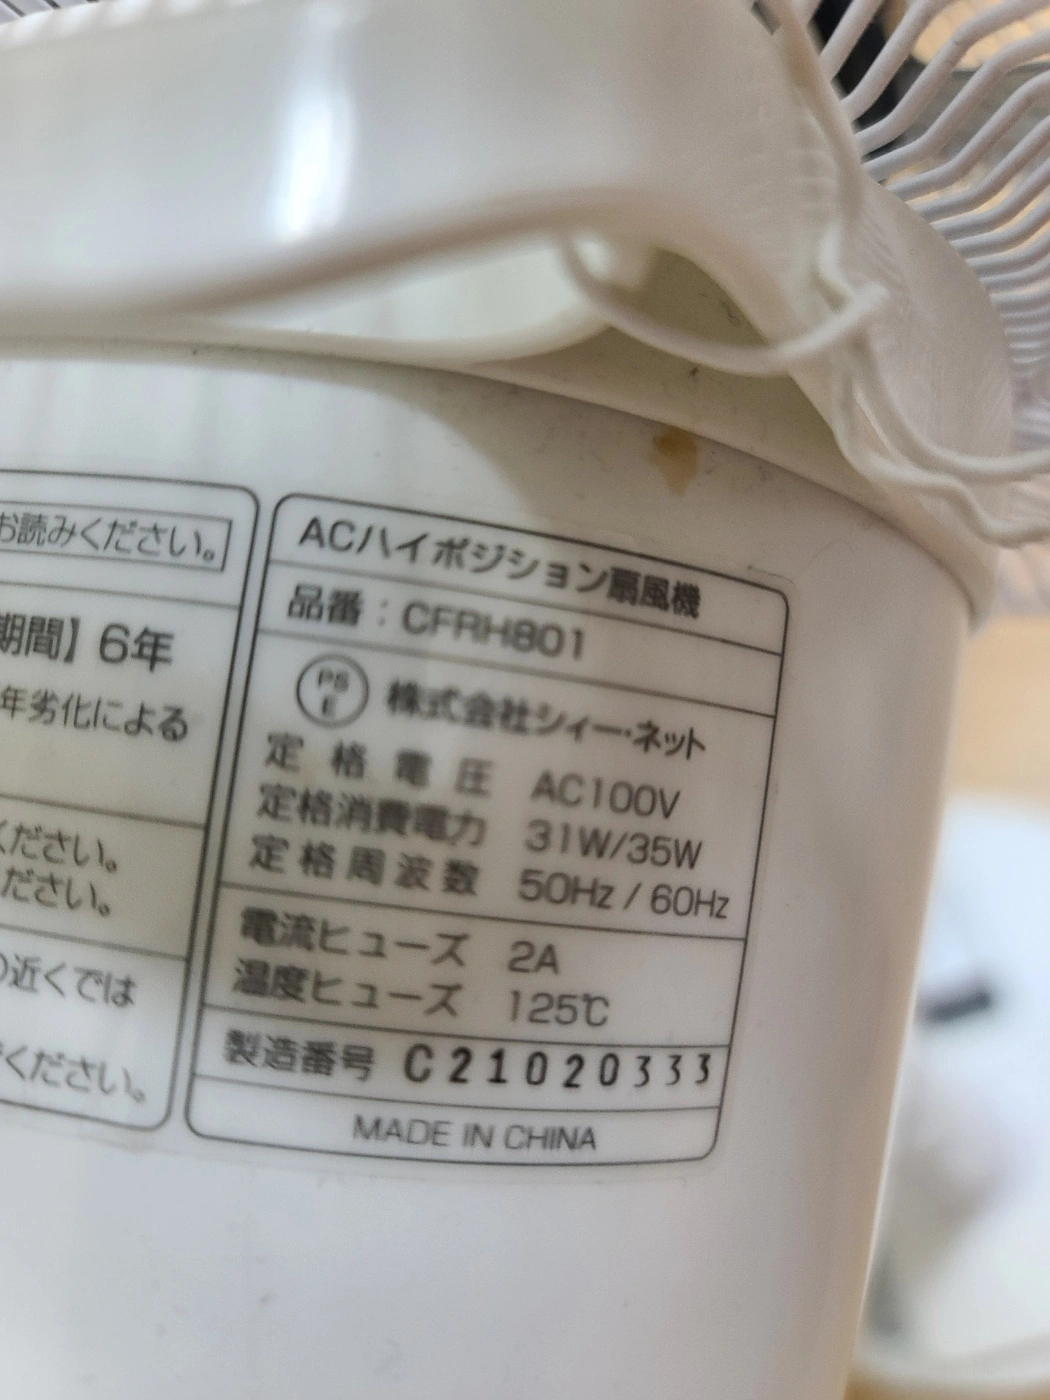 お読みください。
期間】6年
年劣化による
ください。
ください。
の近くでは
ください。
ACハイポジション扇風機
品番：CFRH801
PS
E
株式会社シィー・ネット
定格電圧 AC100V
定格消費電力 31W/35W
定格周波数 50Hz / 60Hz
電流ヒューズ 2A
温度ヒューズ 125℃
製造番号 C21020333
MADE IN CHINA